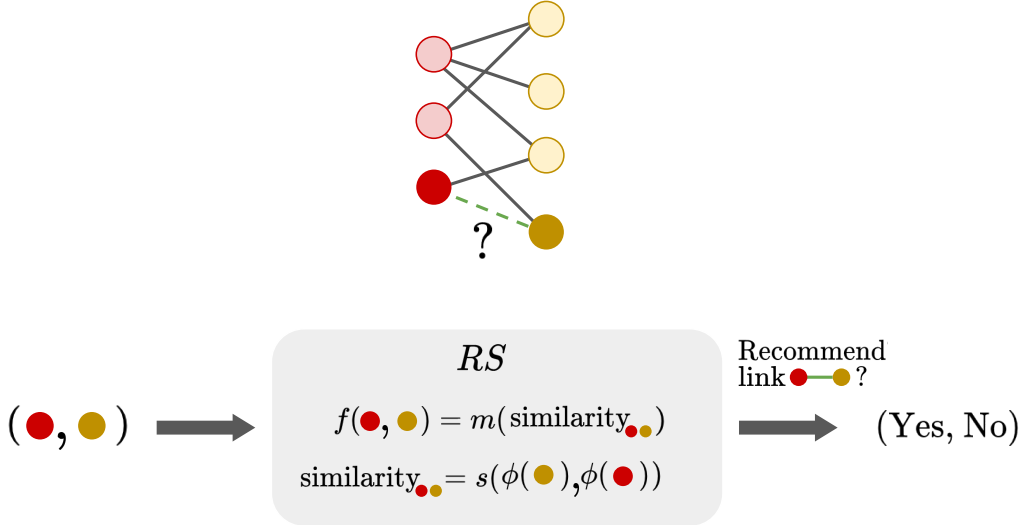 ?
RS
Recommend
link ?
( , )
f( , ) = m(similarity )
(Yes, No)
similarity = s(ϕ( ),ϕ( ))